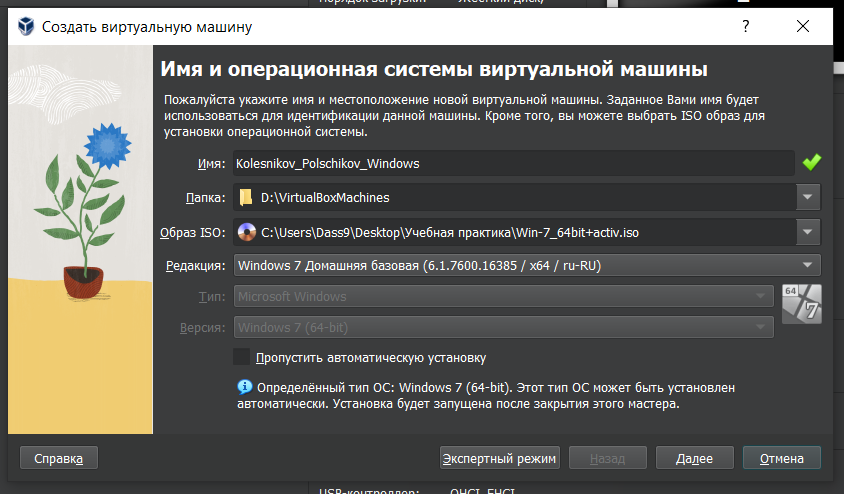 Порядок загрузки: Жёсткий диск,
Создать виртуальную машину ?
Имя и операционная системы виртуальной машины
Пожалуйста укажите имя и местоположение новой виртуальной машины. Заданное Вами имя будет
использоваться для идентификации данной машины. Кроме того, вы можете выбрать ISO образ для
установки операционной системы.
Имя: Kolesnikov_Polschikov_Windows
Папка: D:\VirtualBoxMachines
Образ ISO: C:\Users\Dass9\Desktop\Учебная практика\Win-7_64bit+activ.iso
Редакция: Windows 7 Домашняя базовая (6.1.7600.16385 / x64 / ru-RU)
Тип: Microsoft Windows
64
7
Версия: Windows 7 (64-bit)
Пропустить автоматическую установку
Определённый тип ОС: Windows 7 (64-bit). Этот тип ОС может быть установлен
автоматически. Установка будет запущена после закрытия этого мастера.
Справка Экспертный режим Назад Далее Отмена
USB-контроллер: OHCI, EHCI